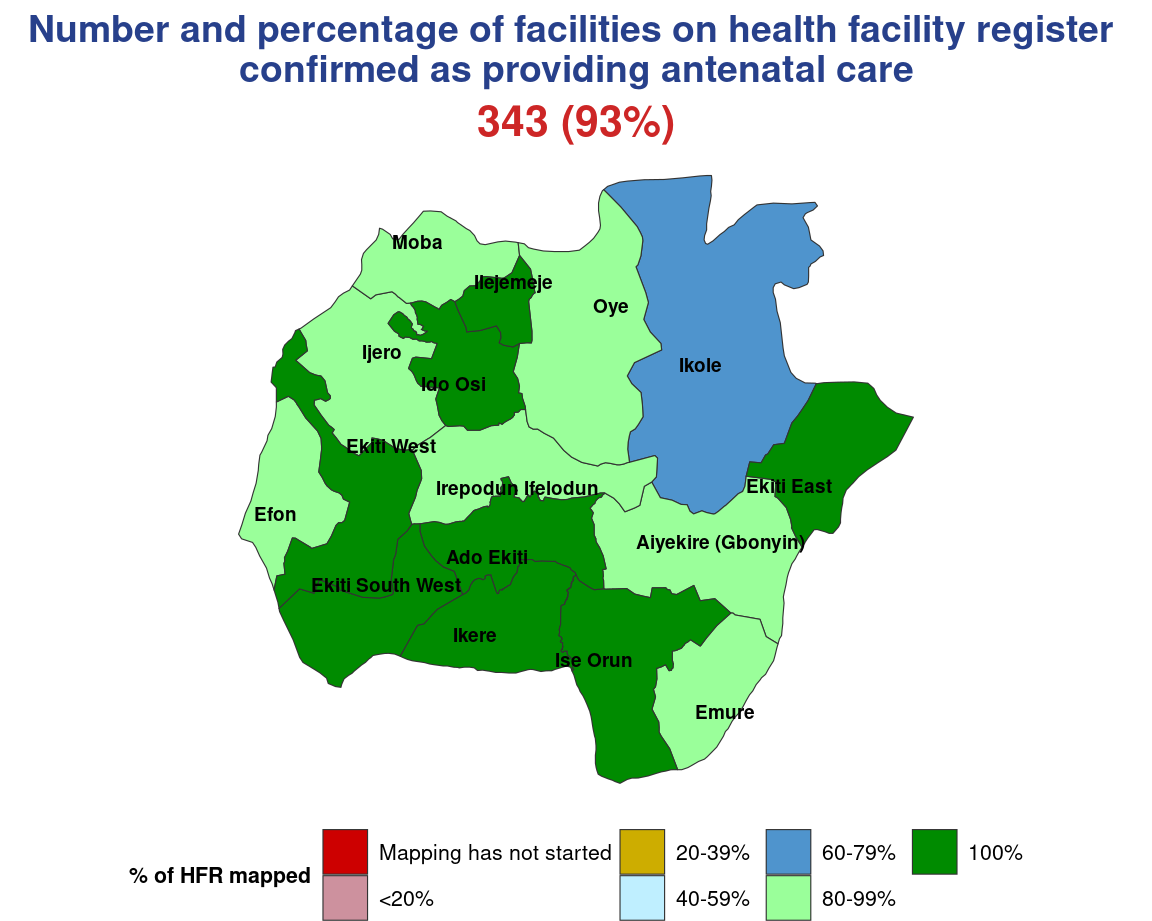 Number and percentage of facilities on health facility register
confirmed as providing antenatal care
343 (93%)
Moba
Ilejemeje
Oye
Ijero
Ikole
Ido Osi
Ekiti West
Irepodun Ifelodun
Ekiti East
Efon
Aiyekire (Gbonyin)
Ado Ekiti
Ekiti South West
Ikere
Ise Orun
Emure
% of HFR mapped
Mapping has not started
<20%
20-39%
40-59%
60-79%
80-99%
100%